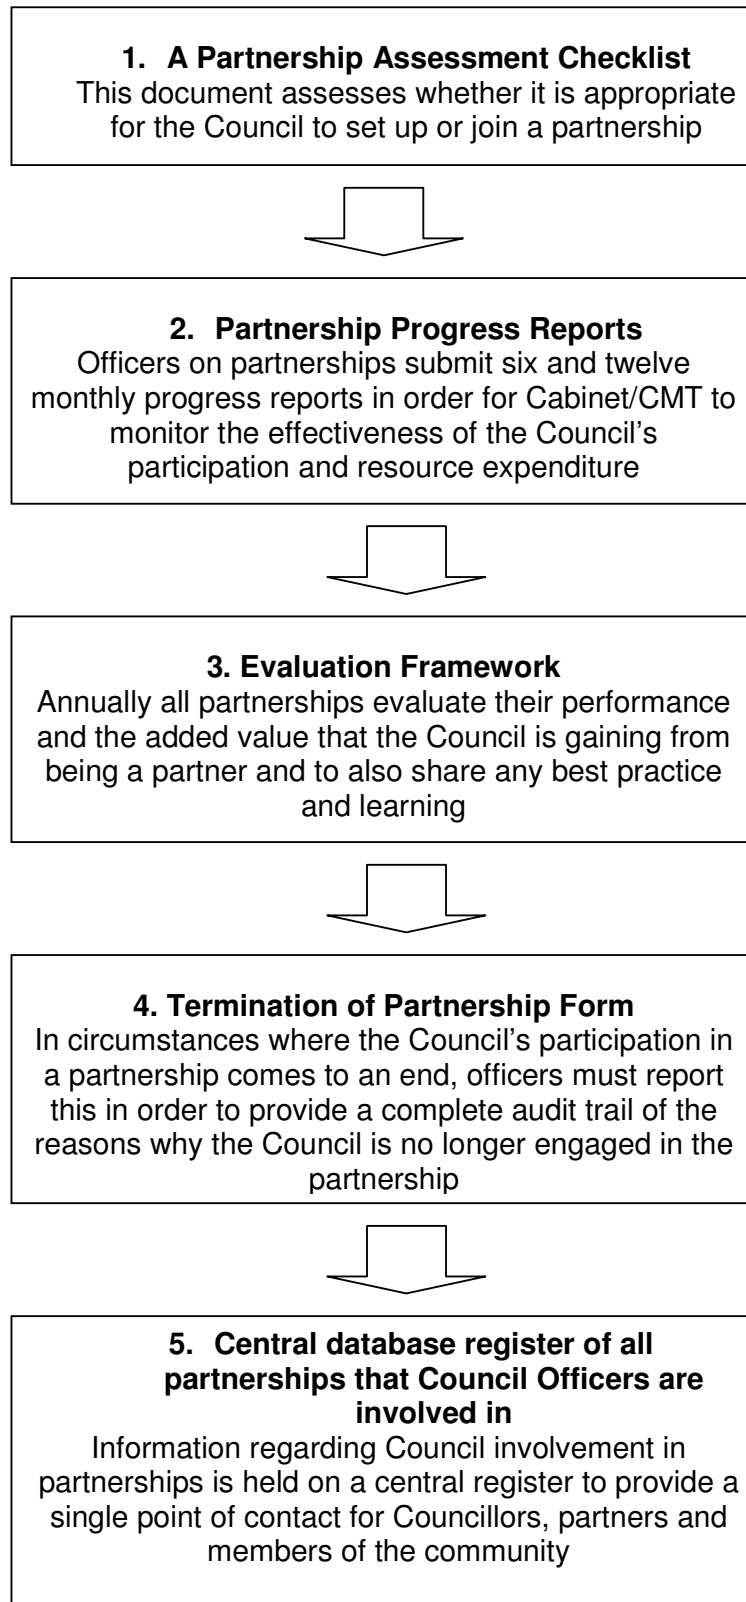 1. A Partnership Assessment Checklist
This document assesses whether it is appropriate
for the Council to set up or join a partnership
2. Partnership Progress Reports
Officers on partnerships submit six and twelve
monthly progress reports in order for Cabinet/CMT to
monitor the effectiveness of the Council’s
participation and resource expenditure
3. Evaluation Framework
Annually all partnerships evaluate their performance
and the added value that the Council is gaining from
being a partner and to also share any best practice
and learning
4. Termination of Partnership Form
In circumstances where the Council’s participation in
a partnership comes to an end, officers must report
this in order to provide a complete audit trail of the
reasons why the Council is no longer engaged in the
partnership
5. Central database register of all
partnerships that Council Officers are
involved in
Information regarding Council involvement in
partnerships is held on a central register to provide a
single point of contact for Councillors, partners and
members of the community